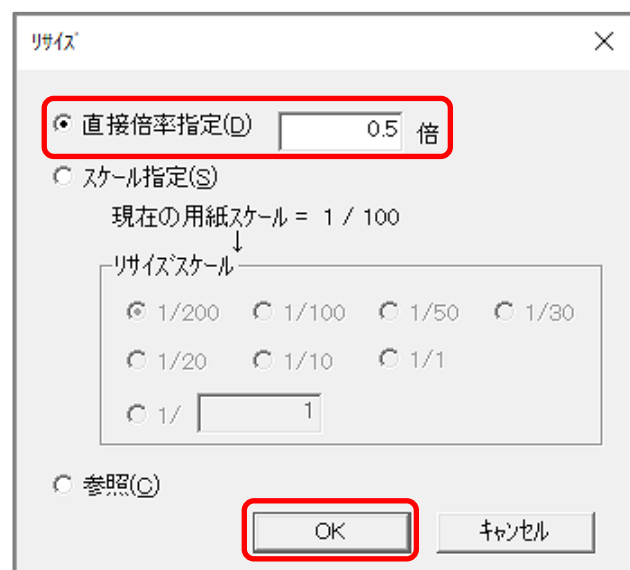 ﾘｻｲｽﾞ
直接倍率指定(D) 0.5 倍
ｽｹｰﾙ指定(S)
現在の用紙ｽｹｰﾙ = 1 / 100
↓
ﾘｻｲｽﾞｽｹｰﾙ
1/200 1/100 1/50 1/30
1/20 1/10 1/1
1/ 1
参照(C)
OK ｷｬﾝｾﾙ